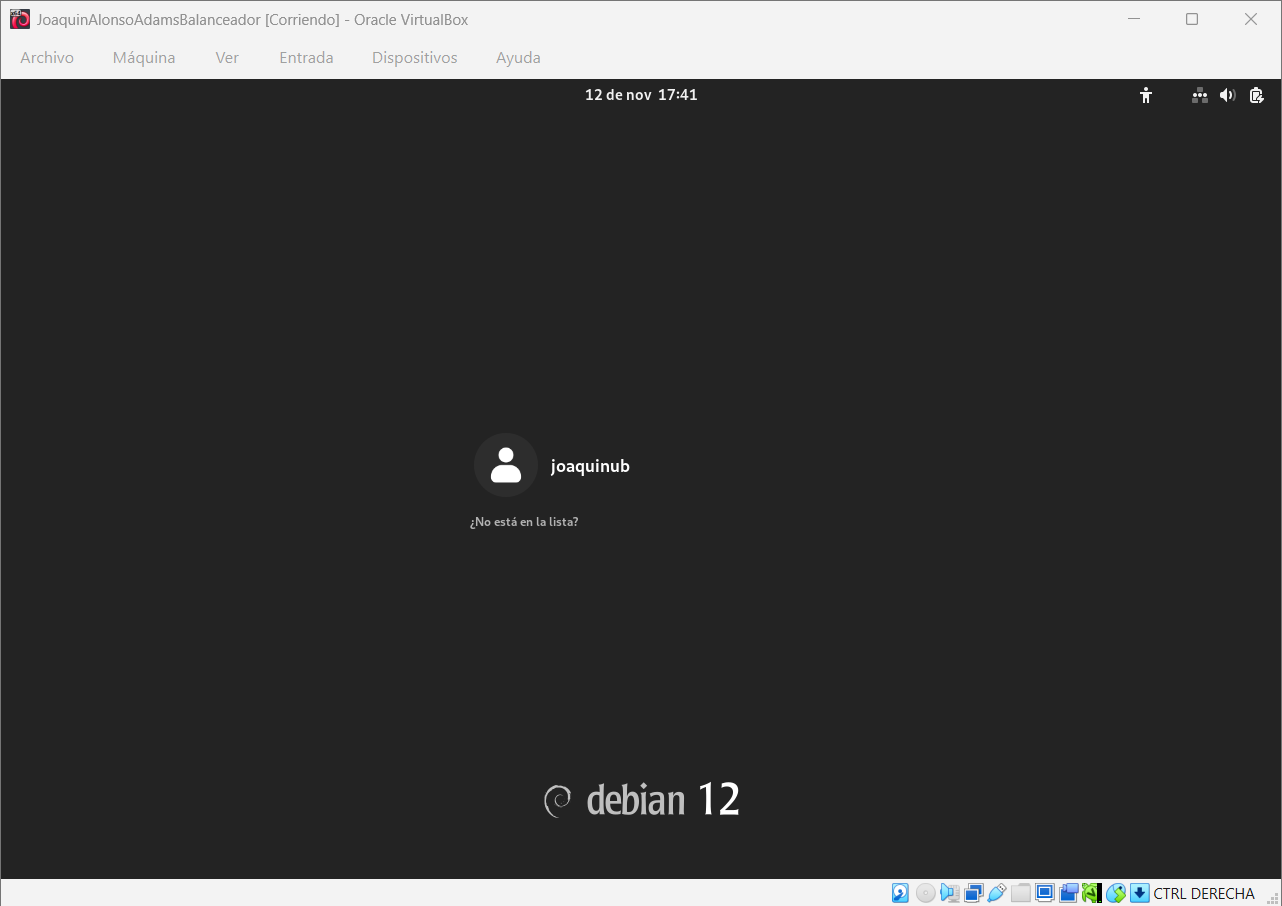 JoaquinAlonsoAdamsBalanceador [Corriendo] - Oracle VirtualBox
Archivo Máquina Ver Entrada Dispositivos Ayuda
12 de nov 17:41
joaquinub
¿No está en la lista?
debian 12
CTRL DERECHA